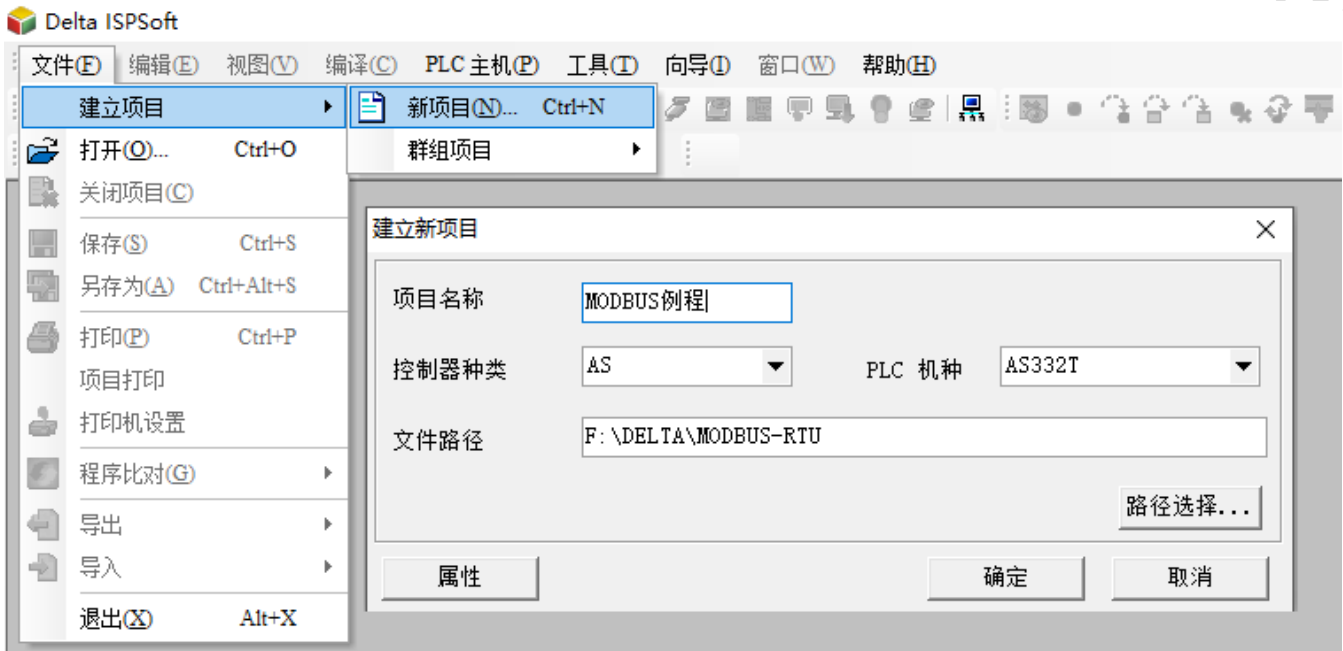 Delta ISPSoft
文件(F) 编辑(E) 视图(V) 编译(C) PLC 主机(P) 工具(T) 向导(I) 窗口(W) 帮助(H)
建立项目
新项目(N)... Ctrl+N
群组项目
打开(O)... Ctrl+O
关闭项目(C)
保存(S) Ctrl+S
另存为(A) Ctrl+Alt+S
打印(P) Ctrl+P
项目打印
打印机设置
程序比对(G)
导出
导入
退出(X) Alt+X
建立新项目
项目名称 MODBUS例程
控制器种类 AS PLC 机种 AS332T
文件路径 F:\DELTA\MODBUS-RTU
路径选择...
属性 确定 取消